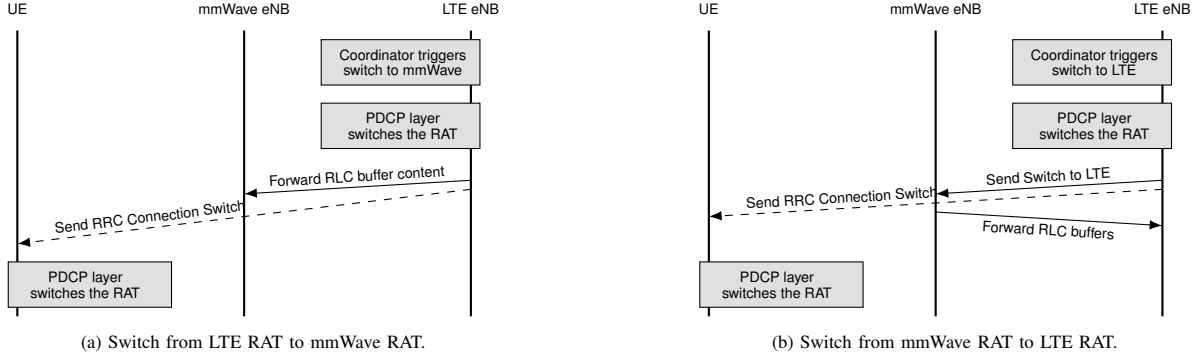 UE
mmWave eNB
LTE eNB
Coordinator triggers
switch to mmWave
PDCP layer
switches the RAT
Forward RLC buffer content
Send RRC Connection Switch
PDCP layer
switches the RAT
(a) Switch from LTE RAT to mmWave RAT.
UE
mmWave eNB
LTE eNB
Coordinator triggers
switch to LTE
PDCP layer
switches the RAT
Send Switch to LTE
Send RRC Connection Switch
Forward RLC buffers
PDCP layer
switches the RAT
(b) Switch from mmWave RAT to LTE RAT.